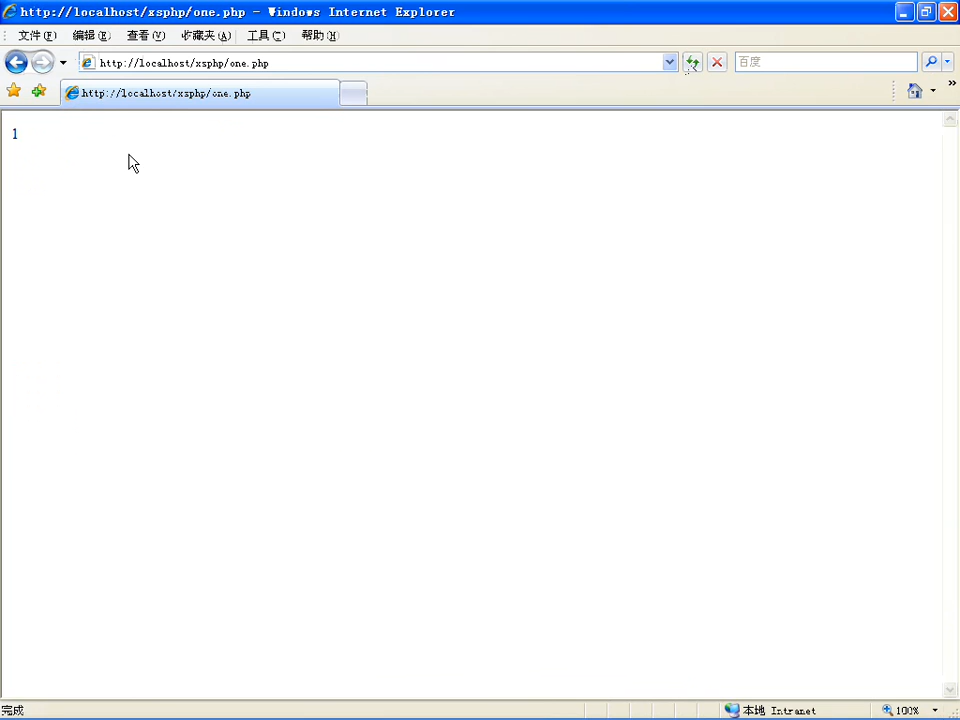 http://localhost/xsphp/one.php - Windows Internet Explorer
文件(F) 编辑(E) 查看(V) 收藏夹(A) 工具(T) 帮助(H)
http://localhost/xsphp/one.php 百度
http://localhost/xsphp/one.php »
1
完成 本地 Intranet 100%